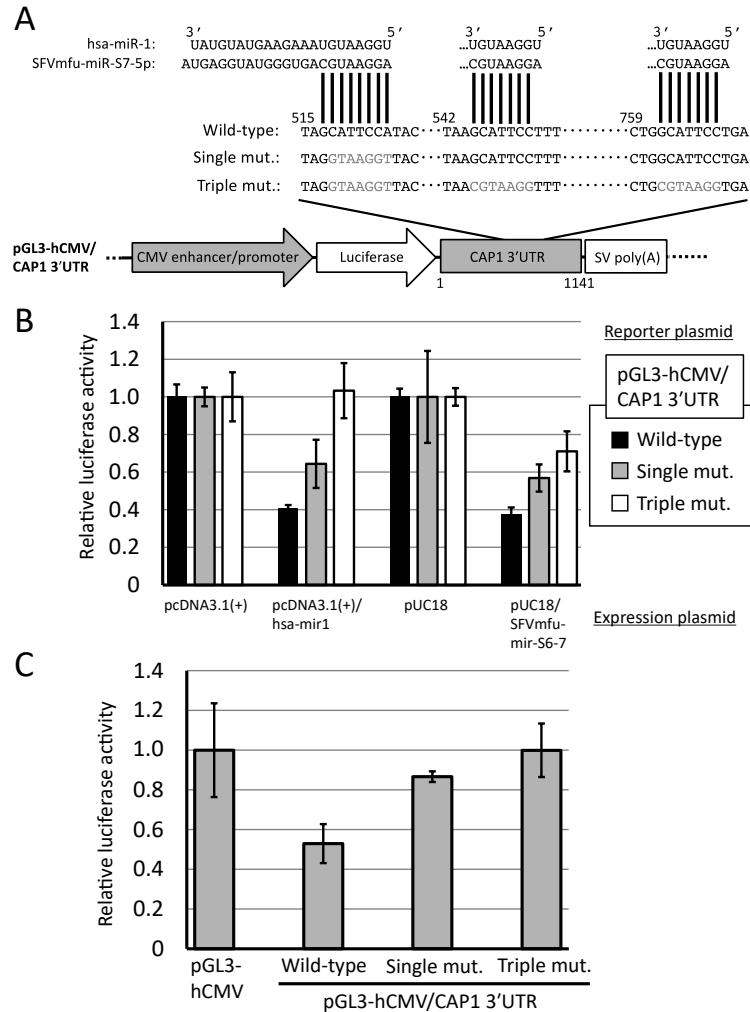 A
3′ 5′ 3′ 5′ 3′ 5′
hsa-miR-1: UAUGUAUGAAGAAAUGUAAGGU …UGUAAGGU …UGUAAGGU
SFVmfu-miR-S7-5p: AUGAGGUAUGGGUGACGUAAGGA …CGUAAGGA …CGUAAGGA
515 542 759
Wild-type: TAGCATTCCATAC···TAAGCATTCCTTT·········CTGGCATTCCTGA
Single mut.: TAGGTAAGGTTAC···TAAGCATTCCTTT·········CTGGCATTCCTGA
Triple mut.: TAGGTAAGGTTAC···TAACGTAAGGTTT·········CTGCGTAAGGTGA
pGL3-hCMV/
CAP1 3’UTR
CMV enhancer/promoter Luciferase CAP1 3’UTR SV poly(A)
1 1141
B
Relative luciferase activity
1.4
1.2
1.0
0.8
0.6
0.4
0.2
0
pcDNA3.1(+)
pcDNA3.1(+)/
hsa-mir1
pUC18
pUC18/
SFVmfu-
mir-S6-7
Reporter plasmid
pGL3-hCMV/
CAP1 3’UTR
Wild-type
Single mut.
Triple mut.
Expression plasmid
C
Relative luciferase activity
1.4
1.2
1.0
0.8
0.6
0.4
0.2
0
pGL3-
hCMV
Wild-type Single mut. Triple mut.
pGL3-hCMV/CAP1 3’UTR